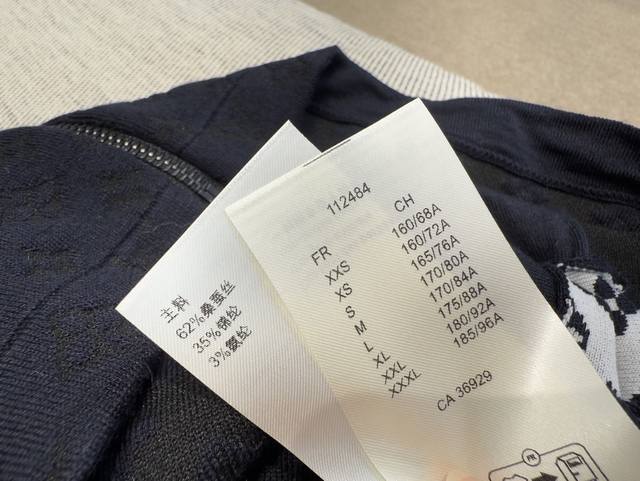 主料
62%桑蚕丝
35%锦纶
3%氨纶
112484
FR CH
XXS 160/68A
XS 160/72A
S 165/76A
M 170/80A
L 170/84A
XL 175/88A
XXL 180/92A
XXXL 185/96A
CA 36929
FR